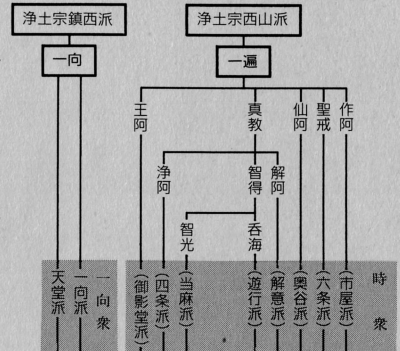 浄土宗鎮西派
浄土宗西山派
一向
一遍
作阿
聖戒
仙阿
真教
王阿
解阿
智得
浄阿
呑海
智光
時衆
(市屋派)
(六条派)
(奥谷派)
(解意派)
(遊行派)
(当麻派)
(四条派)
(御影堂派)
一向衆
一向派
天堂派